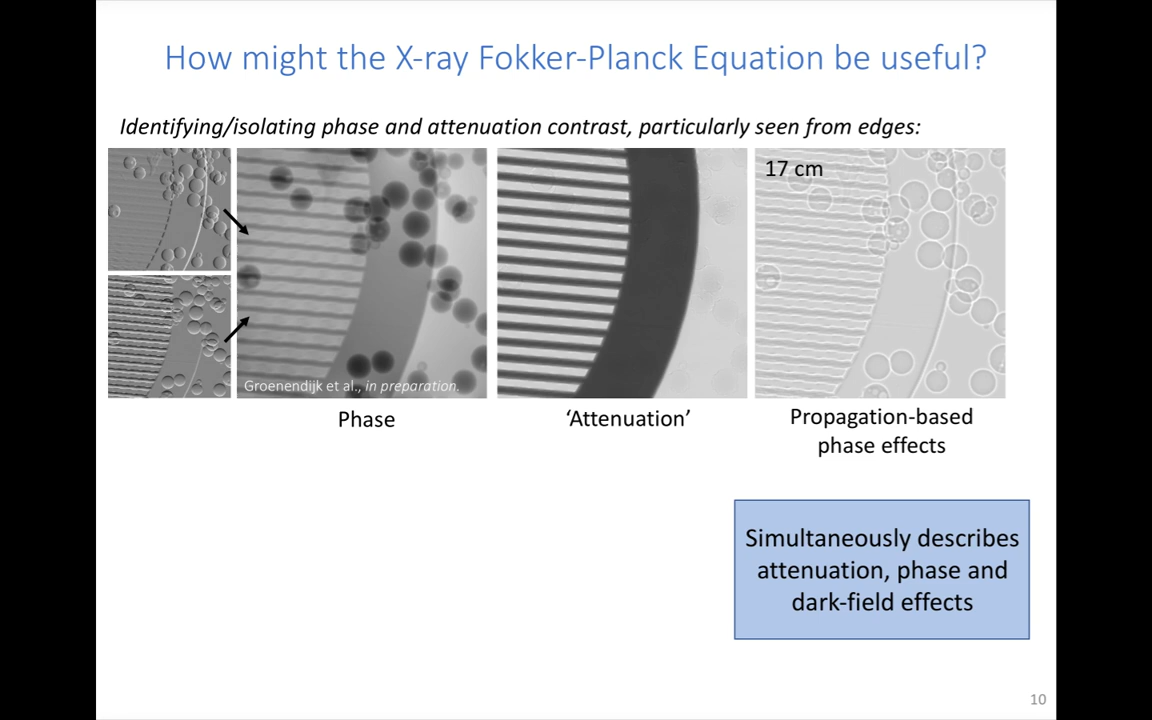 How might the X-ray Fokker-Planck Equation be useful?
Identifying/isolating phase and attenuation contrast, particularly seen from edges:
17 cm
Groenendijk et al., in preparation.
Phase
‘Attenuation’
Propagation-based
phase effects
Simultaneously describes
attenuation, phase and
dark-field effects
10